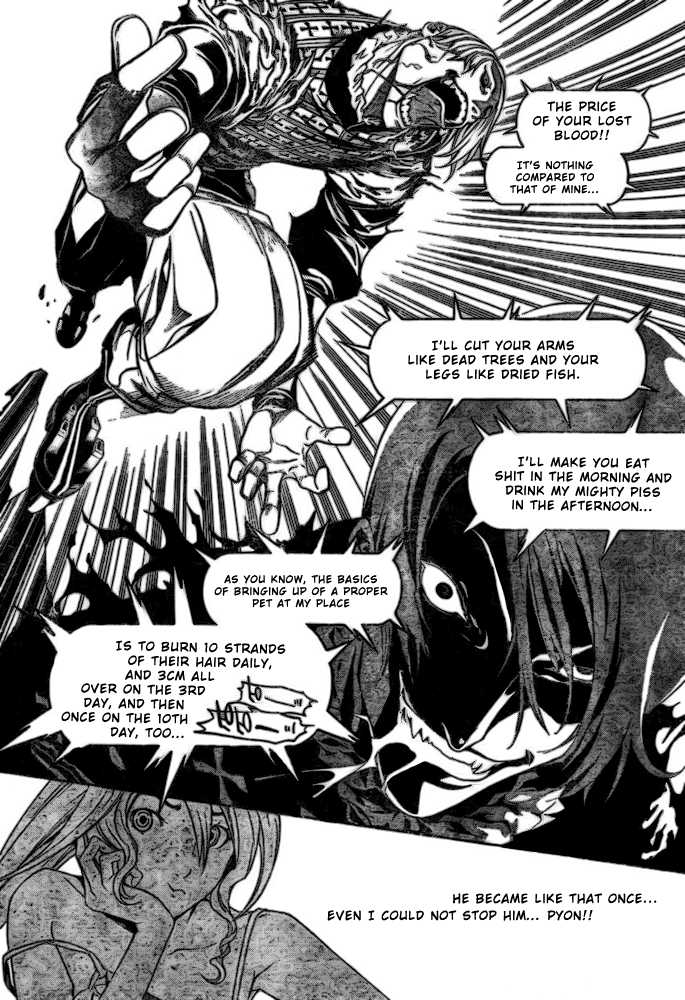 THE PRICE
OF YOUR LOST
BLOOD!!
IT'S NOTHING
COMPARED TO
THAT OF MINE...
I'LL CUT YOUR ARMS
LIKE DEAD TREES AND YOUR
LEGS LIKE DRIED FISH.
I'LL MAKE YOU EAT
SHIT IN THE MORNING AND
DRINK MY MIGHTY PISS
IN THE AFTERNOON...
AS YOU KNOW, THE BASICS
OF BRINGING UP OF A PROPER
PET AT MY PLACE
IS TO BURN 10 STRANDS
OF THEIR HAIR DAILY,
AND 3CM ALL
OVER ON THE 3RD
DAY, AND THEN
ONCE ON THE 10TH
DAY, TOO...
HE BECAME LIKE THAT ONCE...
EVEN I COULD NOT STOP HIM... PYON!!